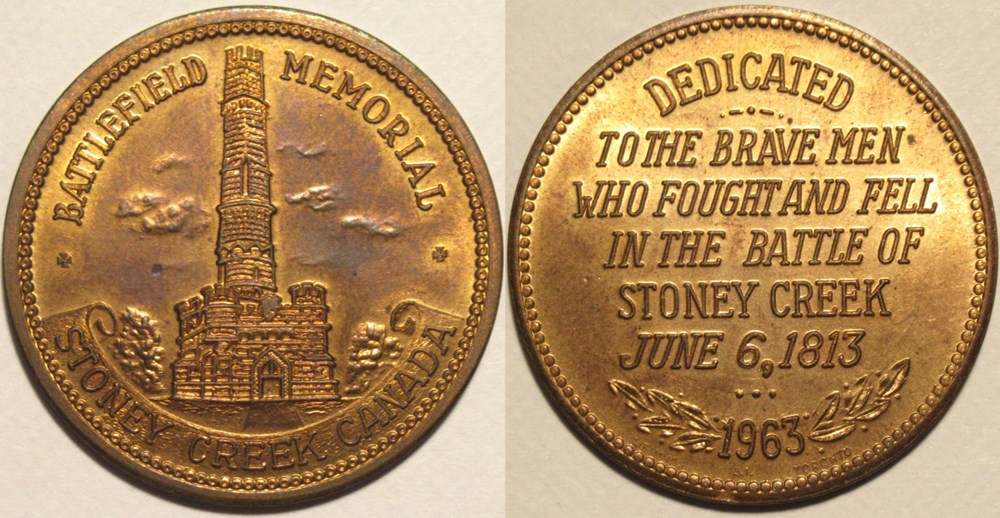 BATTLEFIELD MEMORIAL
STONEY CREEK CANADA
DEDICATED
TO THE BRAVE MEN
WHO FOUGHT AND FELL
IN THE BATTLE OF
STONEY CREEK
JUNE 6, 1813
1963
TORONTO